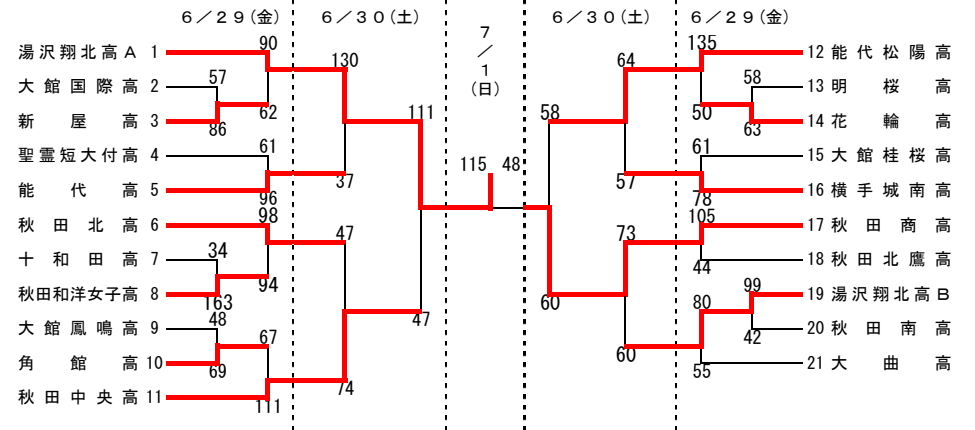 ６／２９（金）
６／３０（土）
７／１（日）
６／３０（土）
６／２９（金）
湯沢翔北高Ａ 1
大館国際高 2
新屋高 3
聖霊短大付高 4
能代高 5
秋田北高 6
十和田高 7
秋田和洋女子高 8
大館鳳鳴高 9
角館高 10
秋田中央高 11
90
57
62
86
61
96
98
34
94
163
48
67
69
111
130
37
47
74
111
47
115 48
58
60
64
57
73
60
135
58
50
63
61
78
105
44
99
80
42
55
12 能代松陽高
13 明桜高
14 花輪高
15 大館桂桜高
16 横手城南高
17 秋田商高
18 秋田北鷹高
19 湯沢翔北高Ｂ
20 秋田南高
21 大曲高